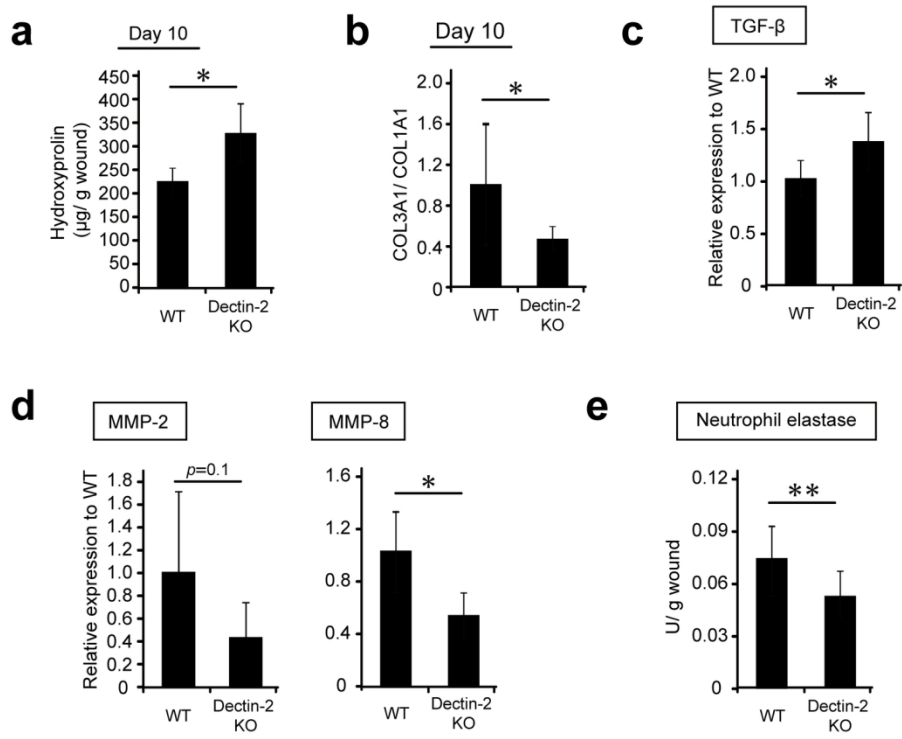 a
Day 10
Hydroxyprolin
(µg/ g wound)
450
400
350
300
250
200
250
100
50
0
*
WT
Dectin-2
KO
b
Day 10
COL3A1/ COL1A1
2.0
1.6
1.2
0.8
0.4
0
*
WT
Dectin-2
KO
c
TGF-β
Relative expression to WT
2.0
1.5
1.0
1.5
0
*
WT
Dectin-2
KO
d
MMP-2
Relative expression to WT
1.8
1.6
1.4
1.2
1.0
0.8
0.6
0.4
0.2
0
p=0.1
WT
Dectin-2
KO
MMP-8
1.6
1.0
0.6
0.4
0
*
WT
Dectin-2
KO
e
Neutrophil elastase
U/ g wound
0.12
0.09
0.06
0.03
0
**
WT
Dectin-2
KO